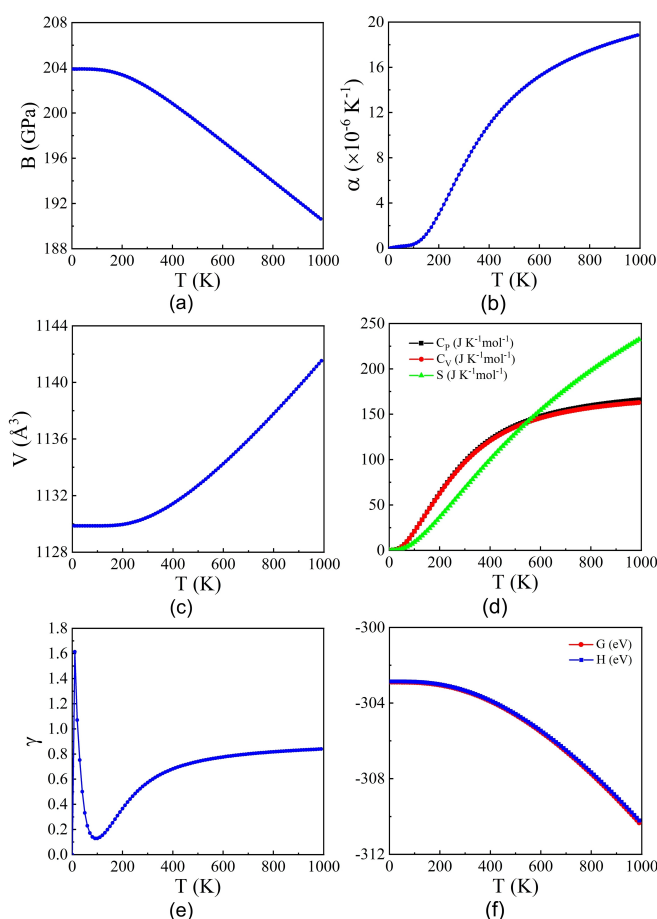 208
204
200
196
192
188
B (GPa)
0 200 400 600 800 1000
T (K)
(a)
20
16
12
8
4
0
α (×10⁻⁶ K⁻¹)
0 200 400 600 800 1000
T (K)
(b)
1144
1140
1136
1132
1128
V (Å³)
0 200 400 600 800 1000
T (K)
(c)
250
200
150
100
50
0
C_P (J K⁻¹mol⁻¹)
C_V (J K⁻¹mol⁻¹)
S (J K⁻¹mol⁻¹)
0 200 400 600 800 1000
T (K)
(d)
1.8
1.6
1.4
1.2
1.0
0.8
0.6
0.4
0.2
0.0
γ
0 200 400 600 800 1000
T (K)
(e)
-300
-303
-306
-309
-312
G (eV)
H (eV)
0 200 400 600 800 1000
T (K)
(f)